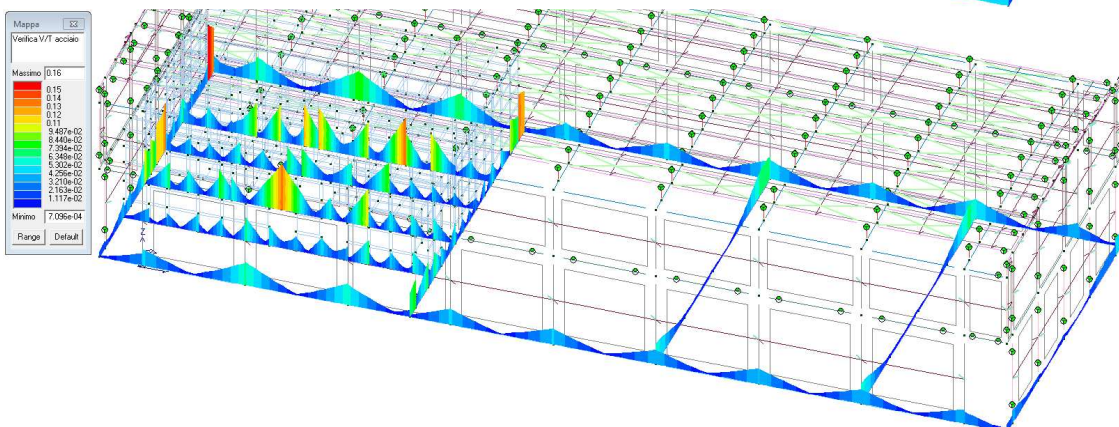 Mappa
Verifica V/T acciaio
Massimo 0.16
0.15
0.14
0.13
0.12
0.11
9.487e-02
8.440e-02
7.394e-02
6.348e-02
5.302e-02
4.256e-02
3.210e-02
2.163e-02
1.117e-02
Minimo 7.096e-04
Range Default
Z